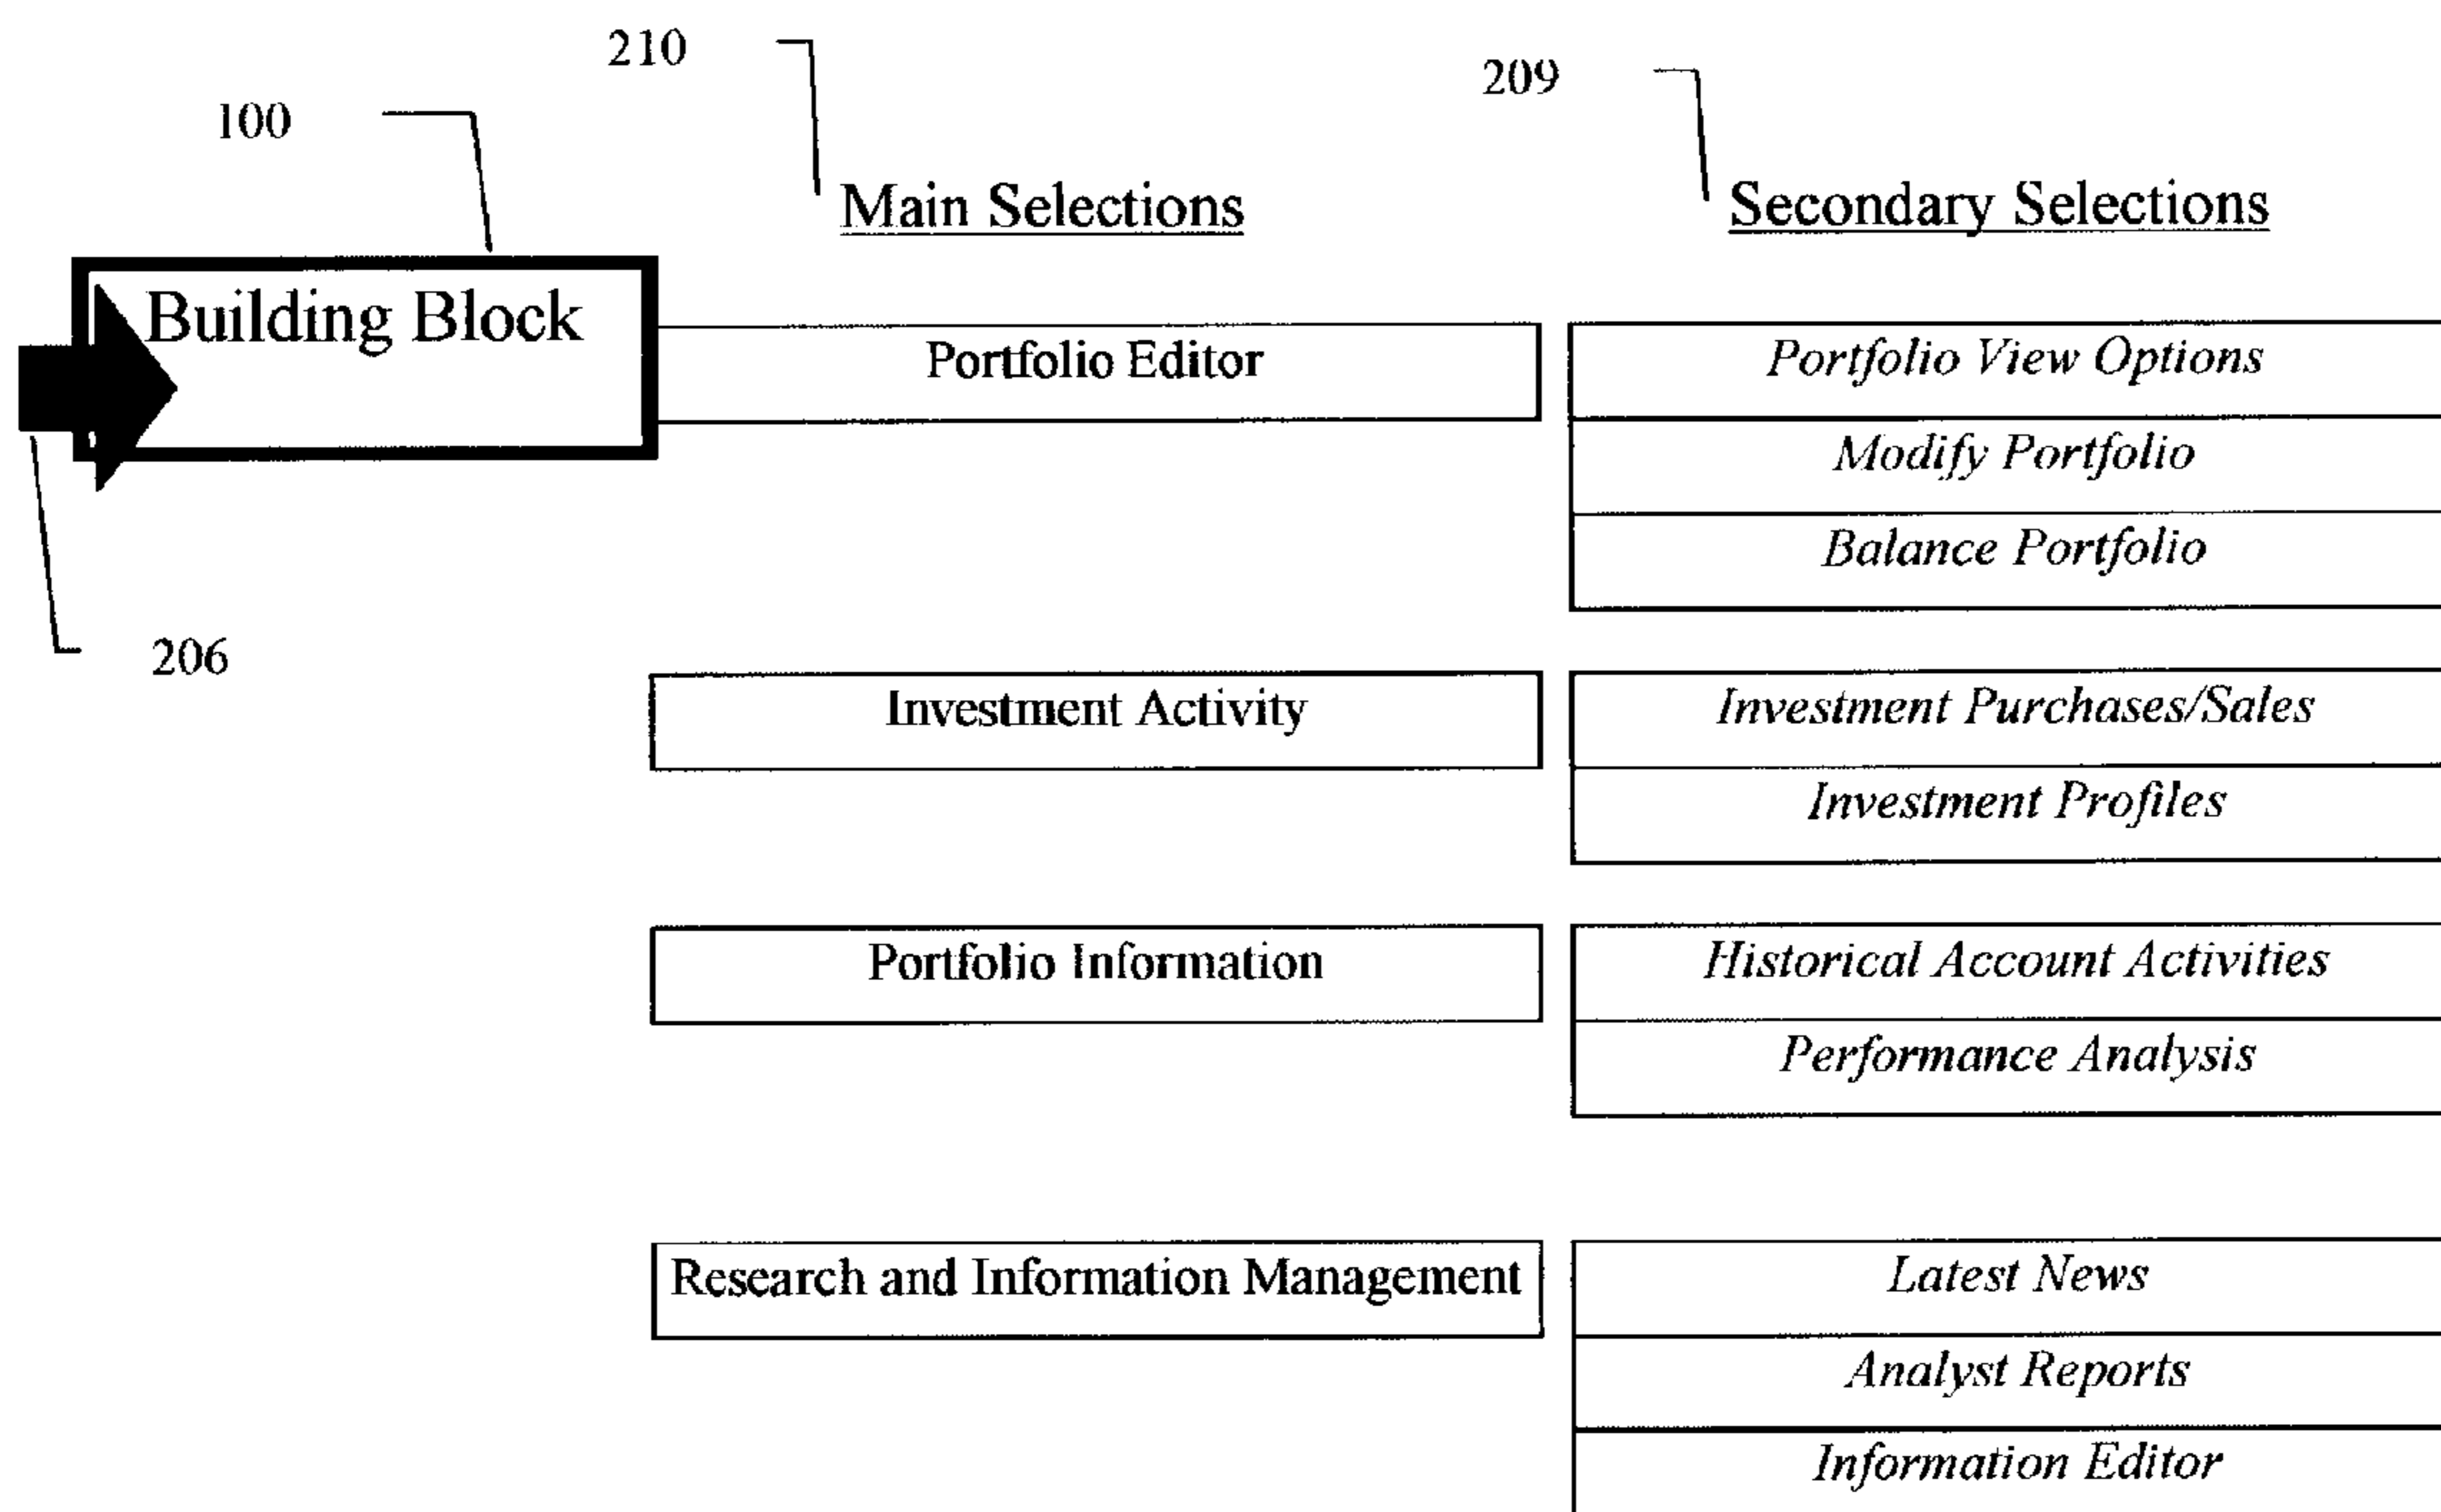 210
209
100
Main Selections
Secondary Selections
Building Block
Portfolio Editor
Portfolio View Options
Modify Portfolio
Balance Portfolio
206
Investment Activity
Investment Purchases/Sales
Investment Profiles
Portfolio Information
Historical Account Activities
Performance Analysis
Research and Information Management
Latest News
Analyst Reports
Information Editor